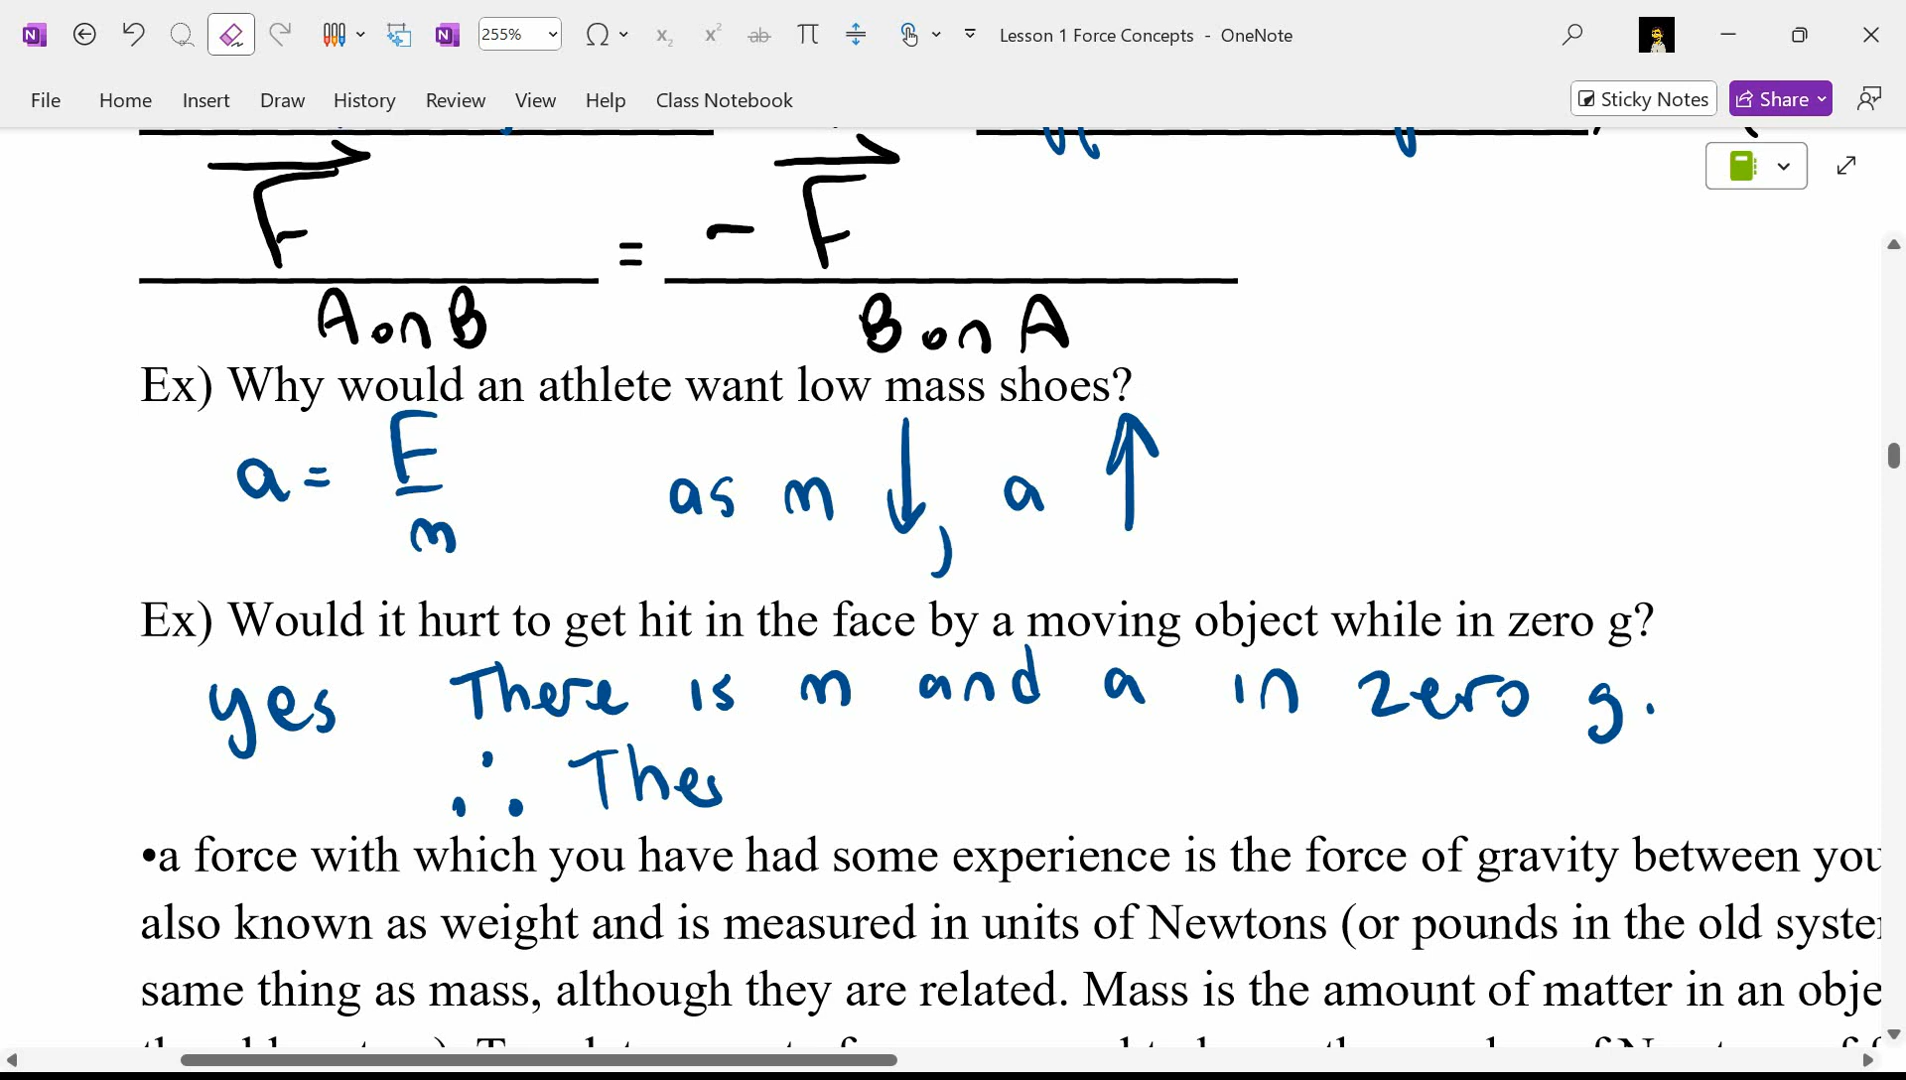 255%
Lesson 1 Force Concepts - OneNote
File Home Insert Draw History Review View Help Class Notebook
Sticky Notes Share
F = - F
A on B B on A
Ex) Why would an athlete want low mass shoes?
a = F/m as m ↓, a ↑
Ex) Would it hurt to get hit in the face by a moving object while in zero g?
yes There is m and a in zero g.
∴ Thes
•a force with which you have had some experience is the force of gravity between you
also known as weight and is measured in units of Newtons (or pounds in the old syste
same thing as mass, although they are related. Mass is the amount of matter in an obje